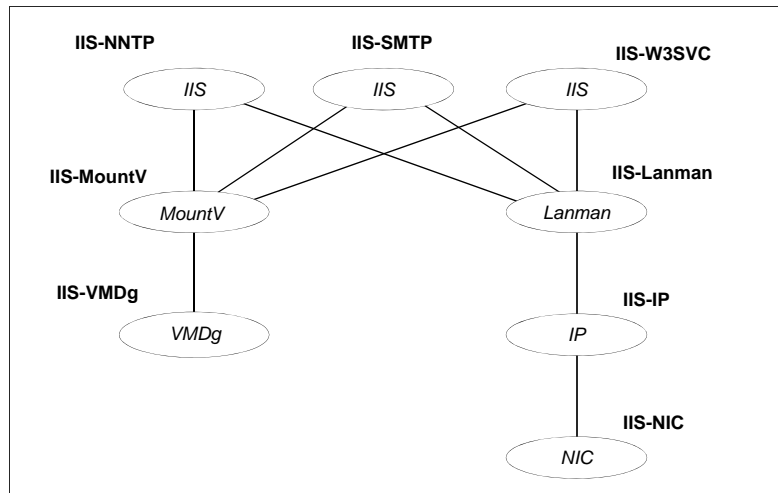 IIS-NNTP
IIS-SMTP
IIS-W3SVC
IIS
IIS
IIS
IIS-MountV
IIS-Lanman
MountV
Lanman
IIS-VMDg
IIS-IP
VMDg
IP
IIS-NIC
NIC